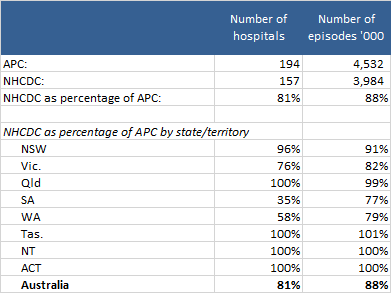 Number of hospitals Number of episodes '000
APC: 194 4,532
NHCDC: 157 3,984
NHCDC as percentage of APC: 81% 88%
NHCDC as percentage of APC by state/territory
NSW 96% 91%
Vic. 76% 82%
Qld 100% 99%
SA 35% 77%
WA 58% 79%
Tas. 100% 101%
NT 100% 100%
ACT 100% 100%
Australia 81% 88%